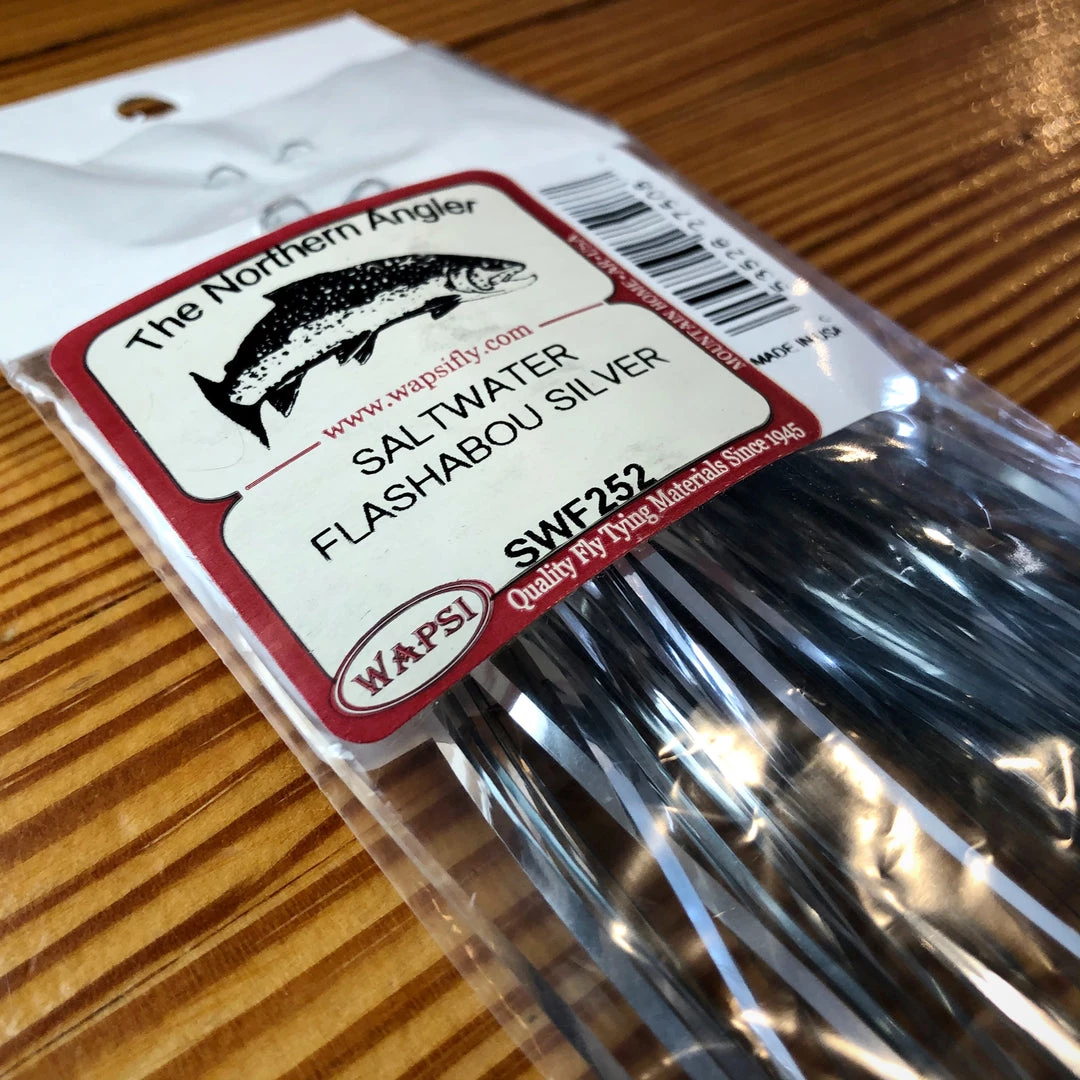 The Northern Angler
www.wapsifly.com
SALTWATER
FLASHABOU SILVER
SWF252
WAPSI
Quality Fly Tying Materials Since 1945
MOUNTAIN HOME • AR • USA
MADE IN USA